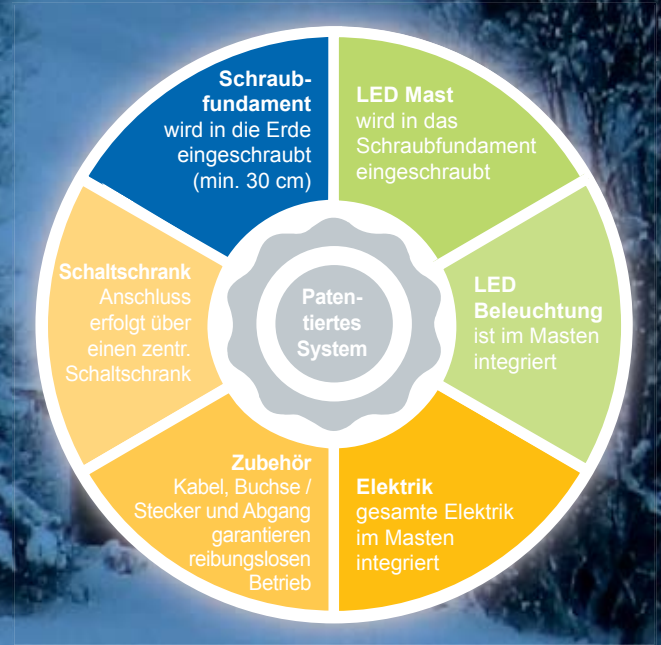 Schraub-
fundament
wird in die Erde
eingeschraubt
(min. 30 cm)
LED Mast
wird in das
Schraubfundament
eingeschraubt
LED
Beleuchtung
ist im Masten
integriert
Elektrik
gesamte Elektrik
im Masten
integriert
Zubehör
Kabel, Buchse /
Stecker und Abgang
garantieren
reibungslosen
Betrieb
Schaltschrank
Anschluss
erfolgt über
einen zentr.
Schaltschrank
Paten-
tiertes
System